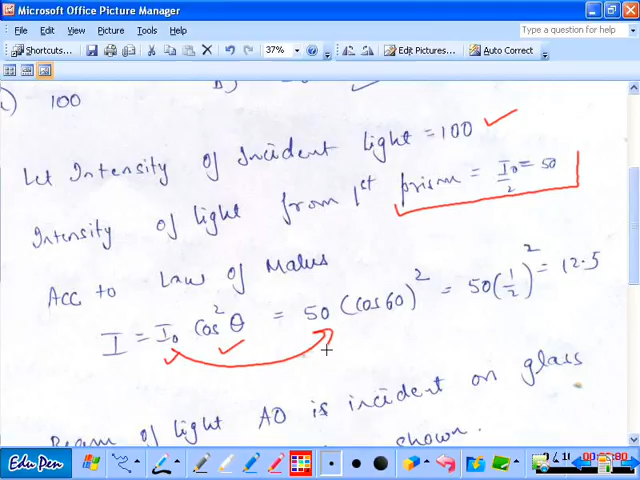 Microsoft Office Picture Manager
File Edit View Picture Tools Help
Type a question for help
Shortcuts... 37% Edit Pictures... Auto Correct
100
Let Intensity of Incident light = 100
Intensity of light from 1st prism = I₀/2 = 50
Acc to Law of Malus
I = I₀ cos² θ = 50 (cos60)² = 50(1/2)² = 12.5
Beam of light AO is incident on glass
shown.
Edu Pen